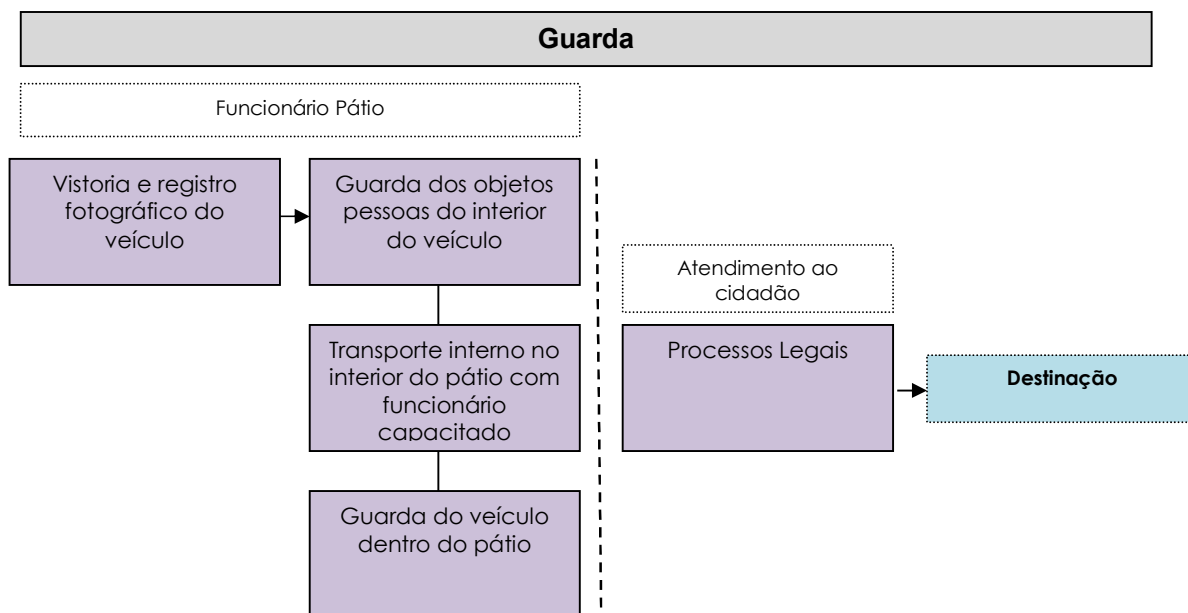 Guarda
Funcionário Pátio
Vistoria e registro
fotográfico do
veículo
Guarda dos objetos
pessoas do interior
do veículo
Transporte interno no
interior do pátio com
funcionário
capacitado
Guarda do veículo
dentro do pátio
Atendimento ao
cidadão
Processos Legais
Destinação